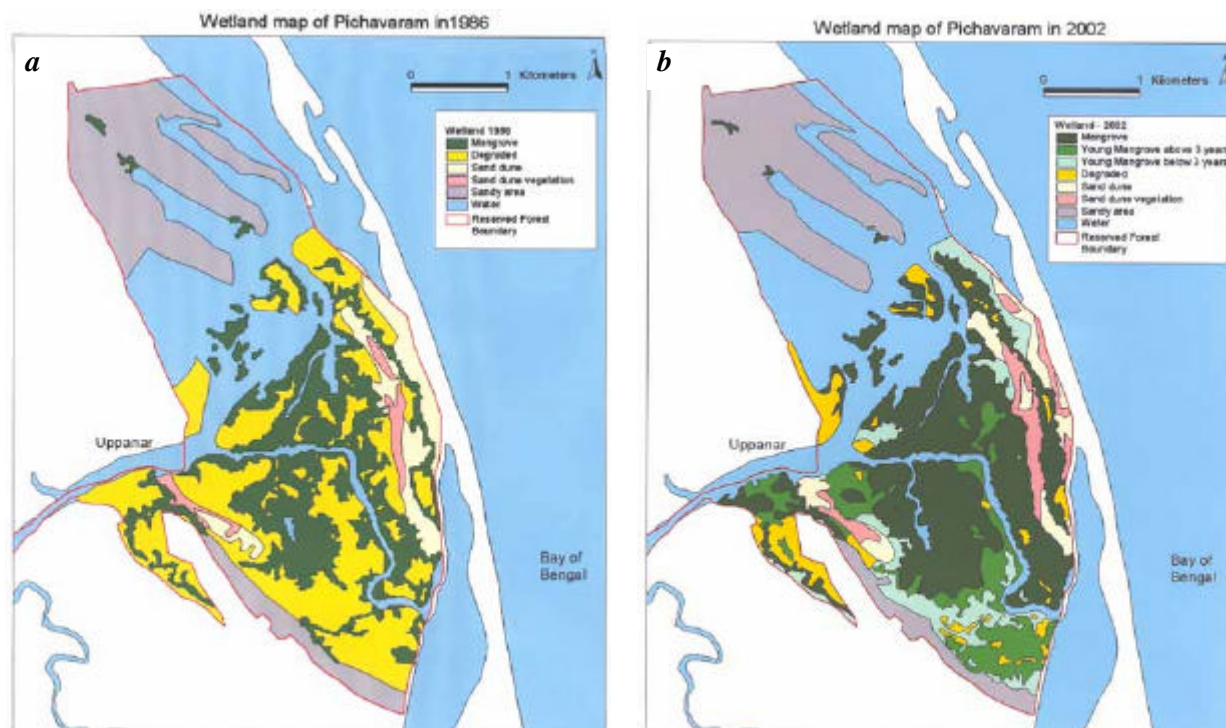 Wetland map of Pichavaram in1986
a
0 1 Kilometers
Wetland 1986
Mangrove
Degraded
Sand dune
Sand dune vegetation
Sandy area
Water
Reserved Forest
Boundary
Uppanar
Bay of
Bengal
Wetland map of Pichavaram in 2002
b
0 1 Kilometers
Wetland - 2002
Mangrove
Young Mangrove above 3 years
Young Mangrove below 3 years
Degraded
Sand dune
Sand dune vegetation
Sandy area
Water
Reserved Forest
Boundary
Uppanar
Bay of
Bengal